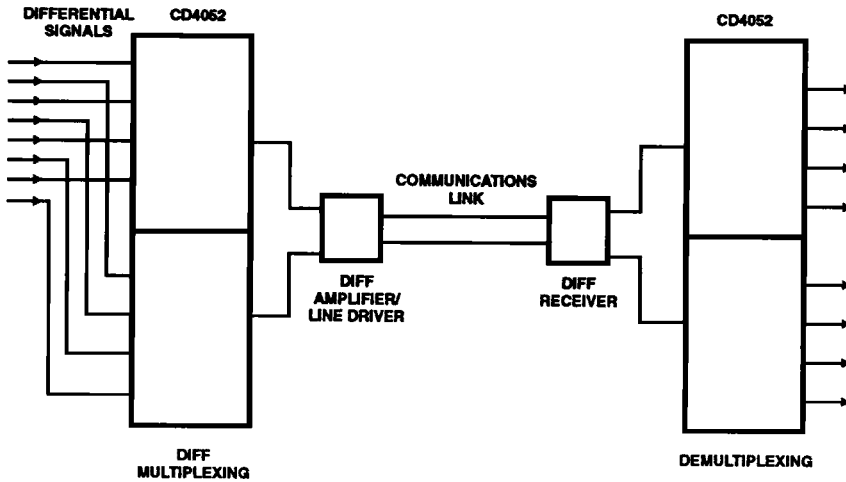 DIFFERENTIAL
SIGNALS
CD4052
CD4052
COMMUNICATIONS
LINK
DIFF
AMPLIFIER/
LINE DRIVER
DIFF
RECEIVER
DIFF
MULTIPLEXING
DEMULTIPLEXING